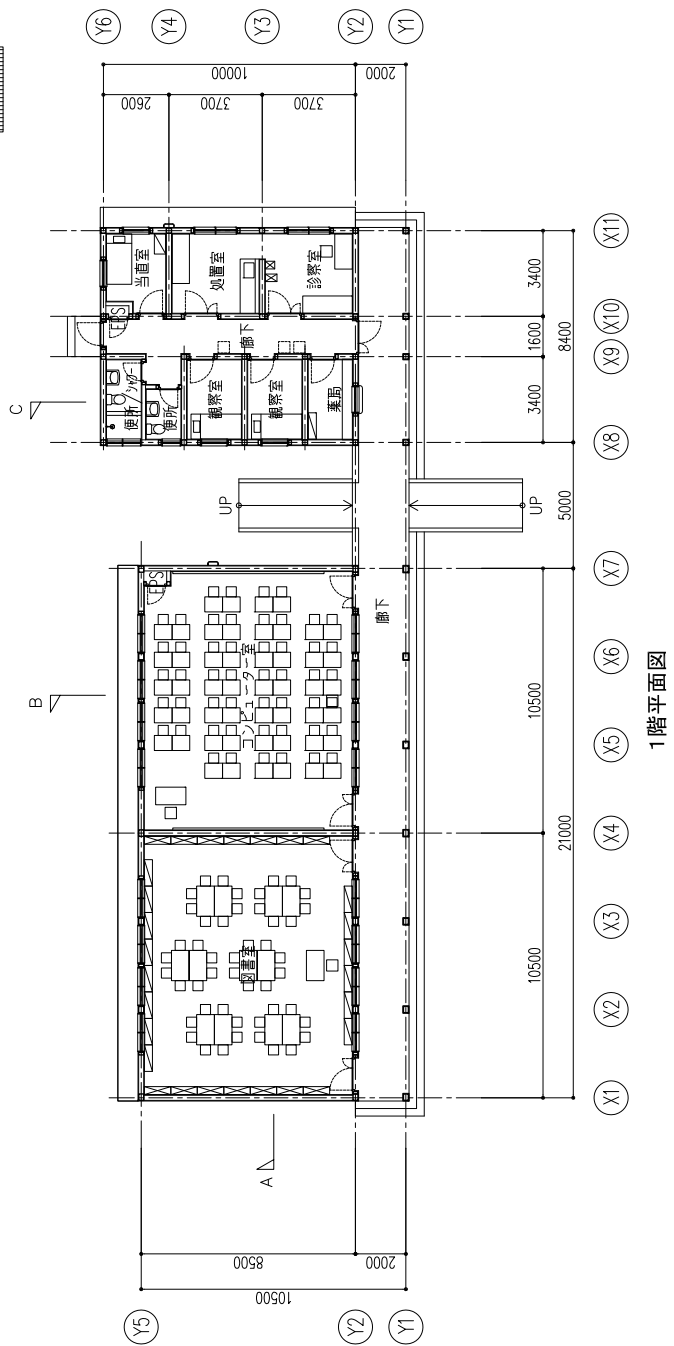 Y6
Y4
Y3
Y2
Y1
10000
2000
2600
3700
3700
当直室
処置室
診察室
EPS
廊下
便所
シャワー
便所
観察室
観察室
薬局
X11
X10
X9
X8
3400
1600
3400
8400
C
UP
UP
5000
X7
EPS
廊下
コンピューター室
B
X6
X5
X4
10500
21000
図書室
X3
X2
X1
10500
A
8500
2000
10500
Y5
Y2
Y1
1階平面図